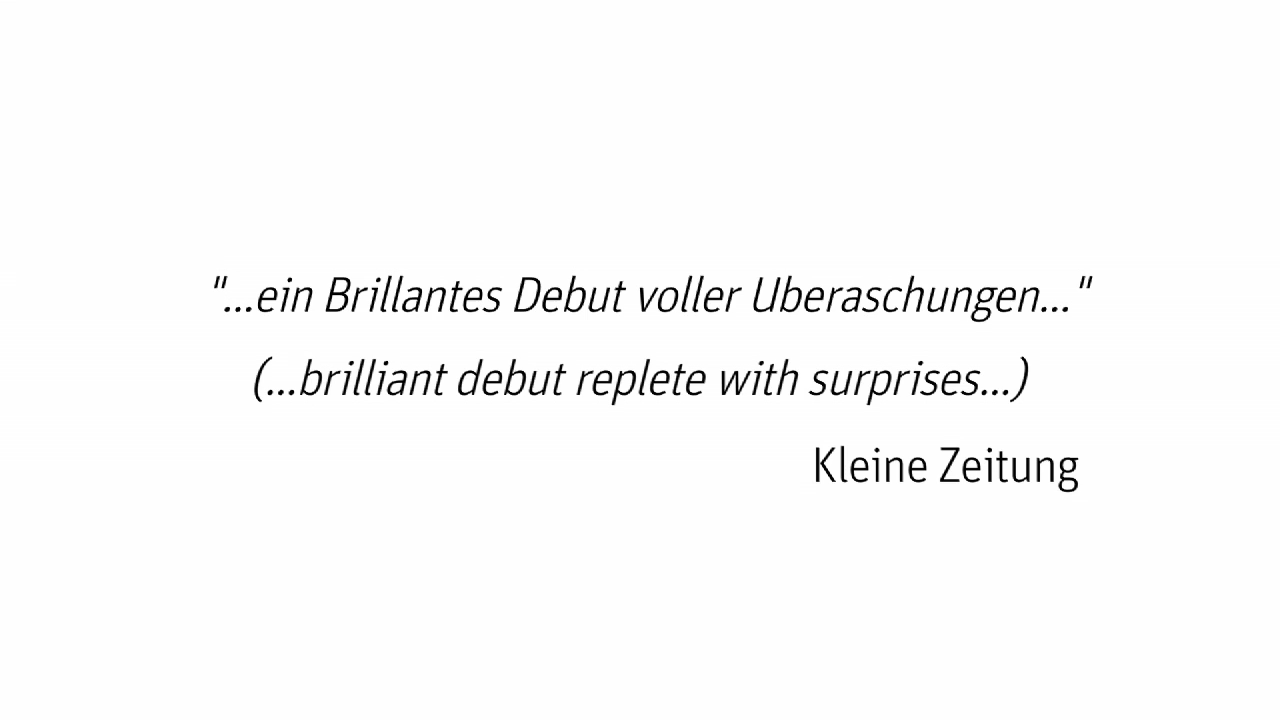 "...ein Brillantes Debut voller Uberaschungen..."
(...brilliant debut replete with surprises...)
Kleine Zeitung